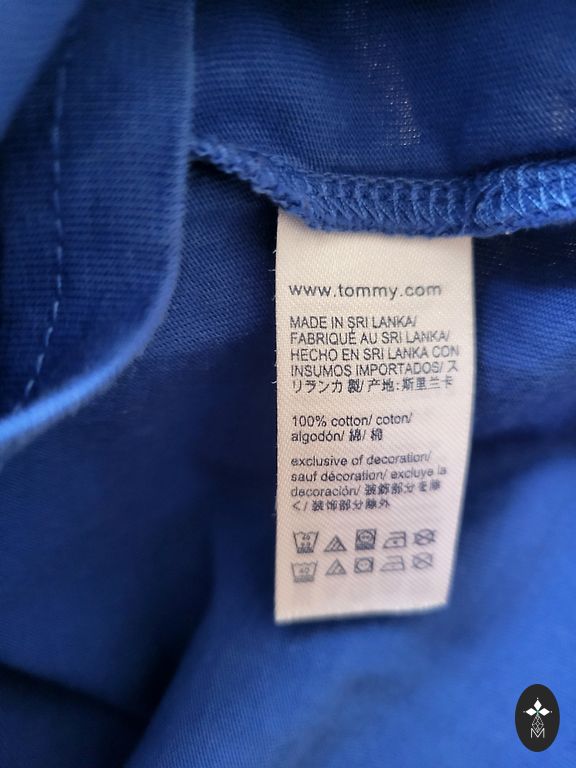 www.tommy.com
MADE IN SRI LANKA/
FABRIQUÉ AU SRI LANKA/
HECHO EN SRI LANKA CON
INSUMOS IMPORTADOS/ ス
リランカ 製/ 产地: 斯里兰卡
100% cotton/ coton/
algodón/ 綿/ 棉
exclusive of decoration/
sauf décoration/ excluye la
decoración/ 装飾部分を除
く/ 装饰部分除外
40
40
M